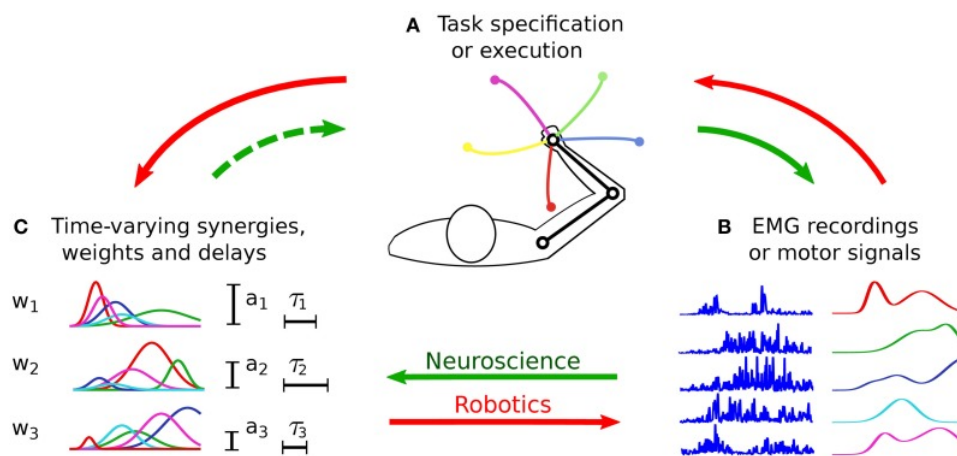 A Task specification
or execution
C Time-varying synergies,
weights and delays
B EMG recordings
or motor signals
w1 a1 τ1
w2 a2 τ2
w3 a3 τ3
Neuroscience
Robotics